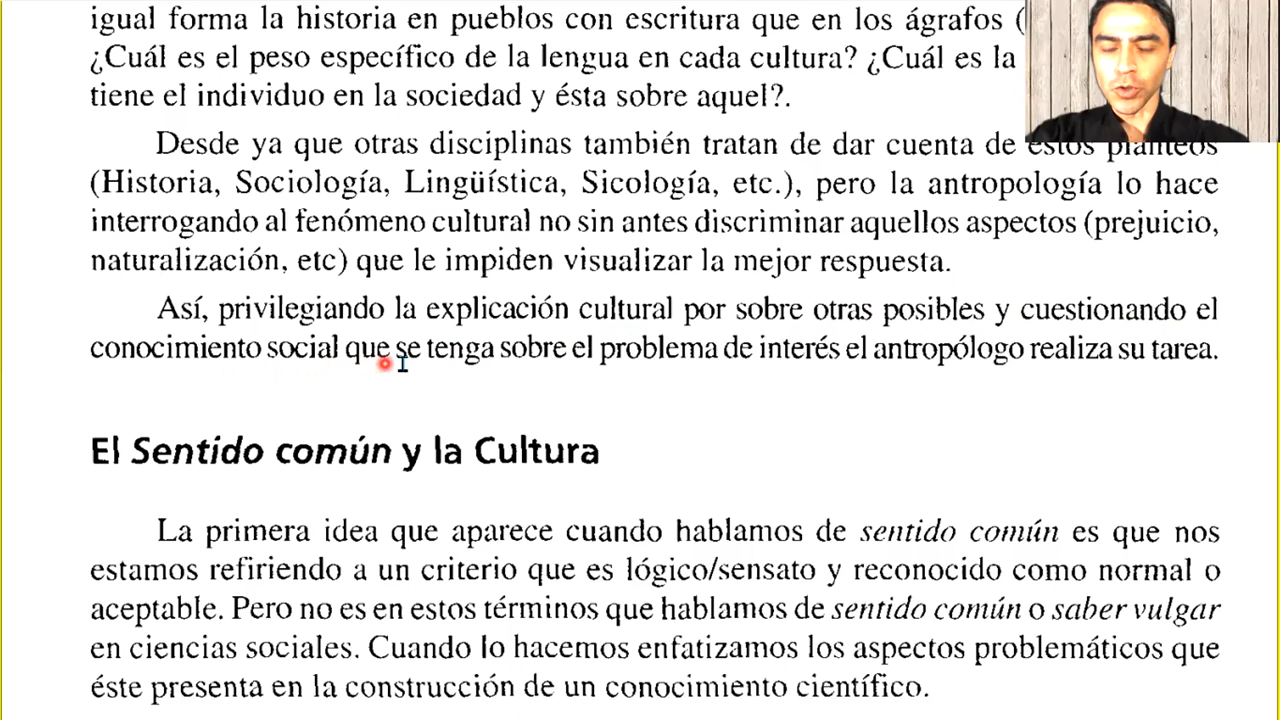 igual forma la historia en pueblos con escritura que en los ágrafos (
¿Cuál es el peso específico de la lengua en cada cultura? ¿Cuál es la
tiene el individuo en la sociedad y ésta sobre aquel?.
Desde ya que otras disciplinas también tratan de dar cuenta de estos planteos
(Historia, Sociología, Lingüística, Sicología, etc.), pero la antropología lo hace
interrogando al fenómeno cultural no sin antes discriminar aquellos aspectos (prejuicio,
naturalización, etc) que le impiden visualizar la mejor respuesta.
Así, privilegiando la explicación cultural por sobre otras posibles y cuestionando el
conocimiento social que se tenga sobre el problema de interés el antropólogo realiza su tarea.
El Sentido común y la Cultura
La primera idea que aparece cuando hablamos de sentido común es que nos
estamos refiriendo a un criterio que es lógico/sensato y reconocido como normal o
aceptable. Pero no es en estos términos que hablamos de sentido común o saber vulgar
en ciencias sociales. Cuando lo hacemos enfatizamos los aspectos problemáticos que
éste presenta en la construcción de un conocimiento científico.